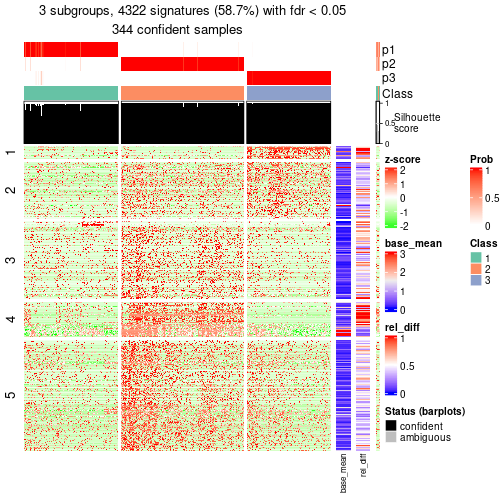 3 subgroups, 4322 signatures (58.7%) with fdr < 0.05
344 confident samples
p1
p2
p3
Class
1
0.5
0
Silhouette
score
1
2
3
4
5
base_mean
rel_diff
z-score
2
1
0
-1
-2
base_mean
3
2
1
0
rel_diff
1
0.5
0
Status (barplots)
confident
ambiguous
Prob
1
0.5
0
Class
1
2
3